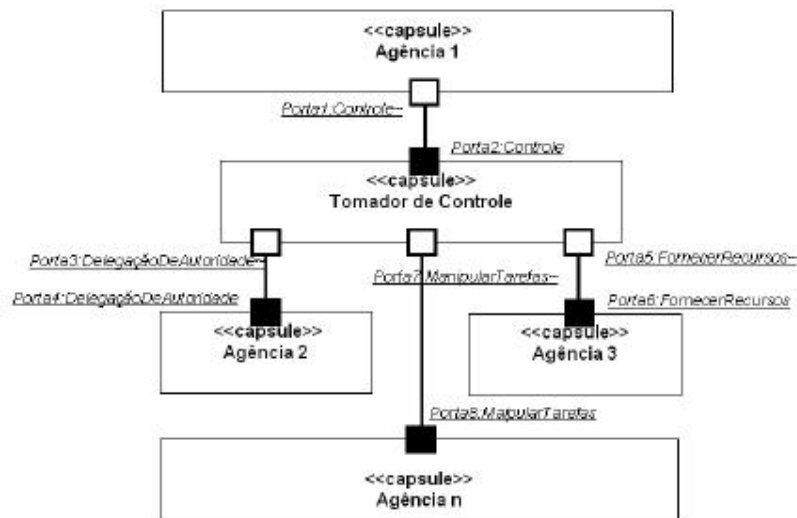 <<capsule>>
Agência 1
Porta1:Controle~
Porta2:Controle
<<capsule>>
Tomador de Controle
Porta3:DelegaçãoDeAutoridade~
Porta7:ManipularTarefas~
Porta5:FornecerRecursos~
Porta4:DelegaçãoDeAutoridade
Porta6:FornecerRecursos
<<capsule>>
Agência 2
<<capsule>>
Agência 3
Porta8:MaipularTarefas
<<capsule>>
Agência n